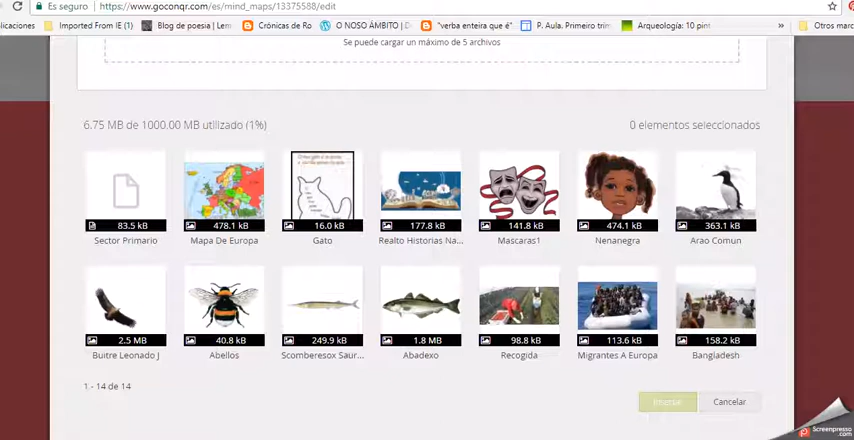 Es seguro https://www.goconqr.com/es/mind_maps/13375588/edit
licaciones Imported From IE (1) Blog de poesía | Len Crónicas de Ro O NOSO ÁMBITO | D "verba enteira que é" P. Aula. Primeiro trim Arqueología: 10 pint » Otros marc
Se puede cargar un máximo de 5 archivos
6.75 MB de 1000.00 MB utilizado (1%) 0 elementos seleccionados
83.5 kB 478.1 kB 16.0 kB 177.8 kB 141.8 kB 474.1 kB 363.1 kB
Sector Primario Mapa De Europa Gato Realto Historias Na... Mascaras1 Nenanegra Arao Comun
2.5 MB 40.8 kB 249.9 kB 1.8 MB 98.8 kB 113.6 kB 158.2 kB
Buitre Leonado J Abellos Scomberesox Saur... Abadexo Recogida Migrantes A Europa Bangladesh
1 - 14 de 14
Insertar Cancelar
Screenpresso
.com